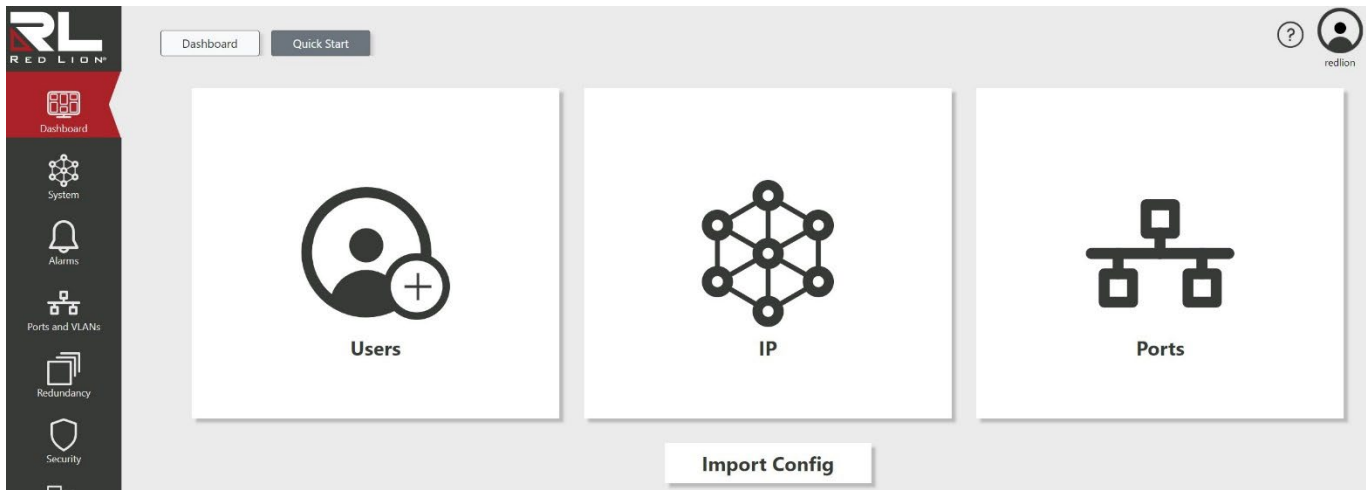 RL
RED LION®
Dashboard
Quick Start
?
redlion
Dashboard
System
Alarms
Ports and VLANs
Redundancy
Security
Users
IP
Ports
Import Config